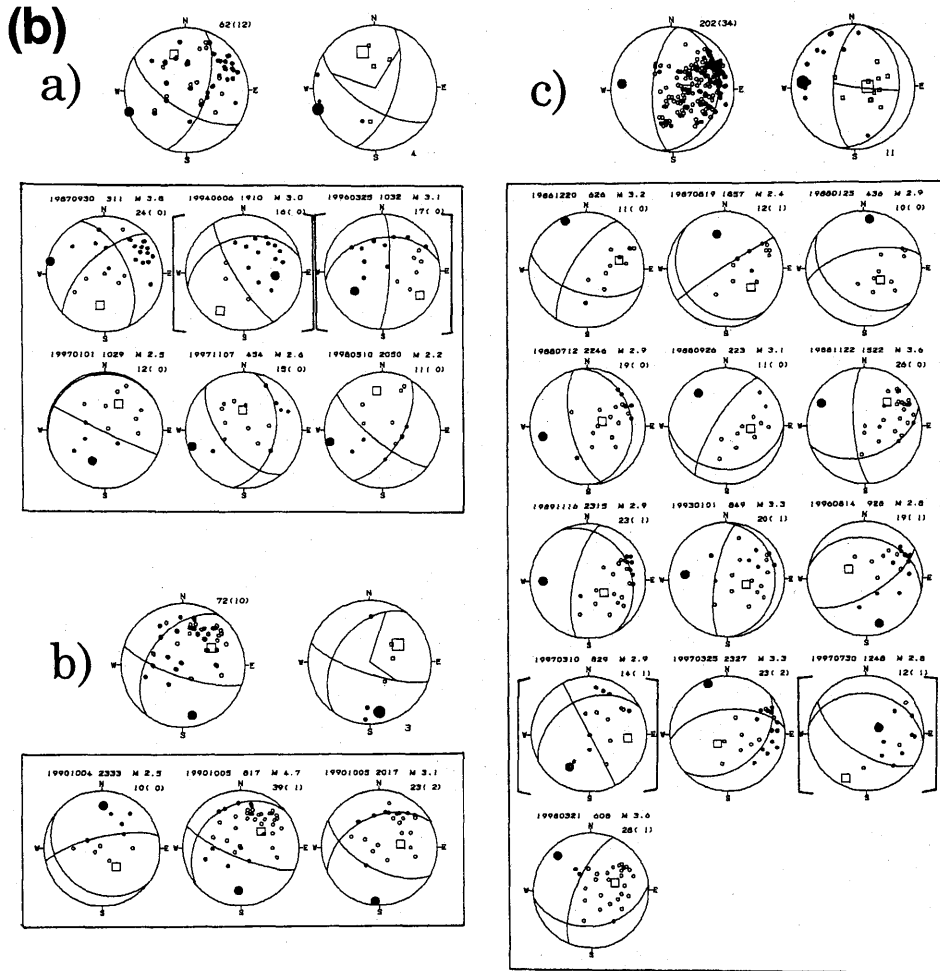 (b)
a)
62(12)
N
W
E
S
N
W
E
S
4
19870930 311 M 3.8
24( 0)
N
W
E
S
19940606 1910 M 3.0
16( 0)
N
W
E
S
19960325 1032 M 3.1
17( 0)
N
W
E
S
19970101 1029 M 2.5
12( 0)
N
W
E
S
19971107 454 M 2.6
15( 0)
N
W
E
S
19980510 2050 M 2.2
11( 0)
N
W
E
S
b)
72(10)
N
W
E
S
N
W
E
S
3
19901004 2333 M 2.5
10( 0)
N
W
E
S
19901005 817 M 4.7
39( 1)
N
W
E
S
19901005 2017 M 3.1
23( 2)
N
W
E
S
c)
202(34)
N
W
E
S
N
W
E
S
11
19861220 626 M 3.2
11( 0)
N
W
E
S
19870819 1857 M 2.4
12( 1)
N
W
E
S
19880125 436 M 2.9
10( 0)
N
W
E
S
19880712 2246 M 2.9
19( 0)
N
W
E
S
19880926 223 M 3.1
11( 0)
N
W
E
S
19881122 1522 M 3.6
26( 0)
N
W
E
S
19891116 2315 M 2.9
23( 1)
N
W
E
S
19930101 849 M 3.3
20( 1)
N
W
E
S
19960814 928 M 2.8
19( 1)
N
W
E
S
19970310 829 M 2.9
14( 1)
N
W
E
S
19970325 2327 M 3.3
23( 2)
N
W
E
S
19970730 1248 M 2.8
12( 1)
N
W
E
S
19980321 608 M 3.6
28( 1)
N
W
E
S